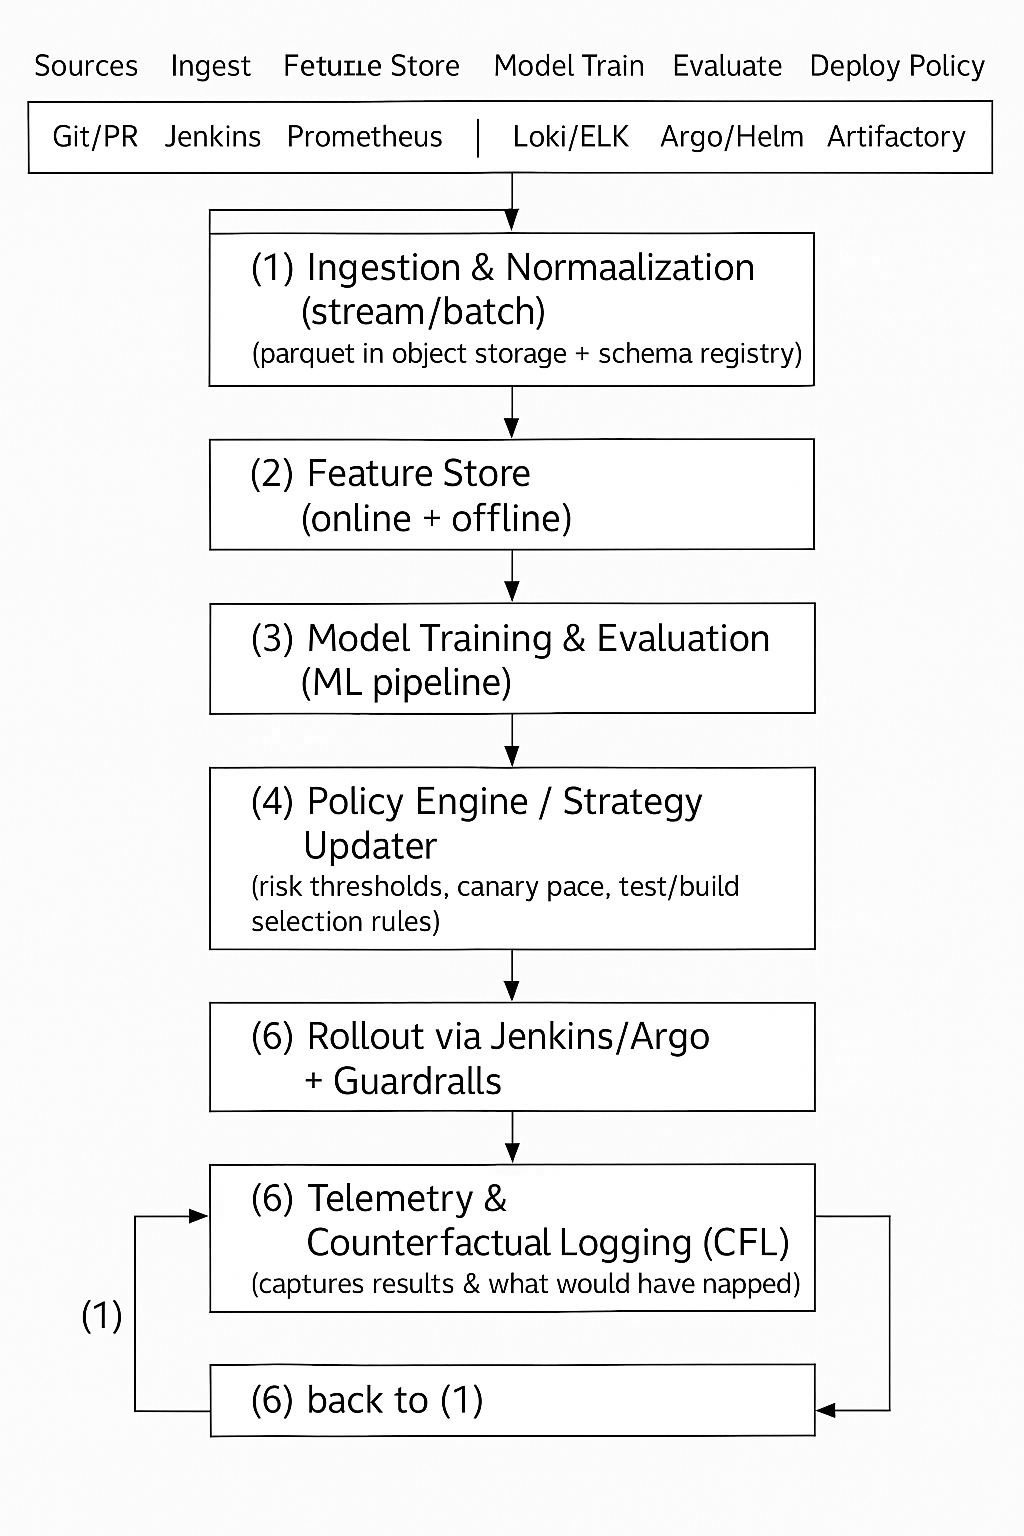 Sources Ingest Fetuɪɪe Store Model Train Evaluate Deploy Policy
Git/PR Jenkins Prometheus | Loki/ELK Argo/Helm Artifactory
(1) Ingestion & Normaalization
(stream/batch)
(parquet in object storage + schema registry)
(2) Feature Store
(online + offline)
(3) Model Training & Evaluation
(ML pipeline)
(4) Policy Engine / Strategy
Updater
(risk thresholds, canary pace, test/build
selection rules)
(6) Rollout via Jenkins/Argo
+ Guardralls
(6) Telemetry &
Counterfactual Logging (CFL)
(captures results & what would have napped)
(1)
(6) back to (1)